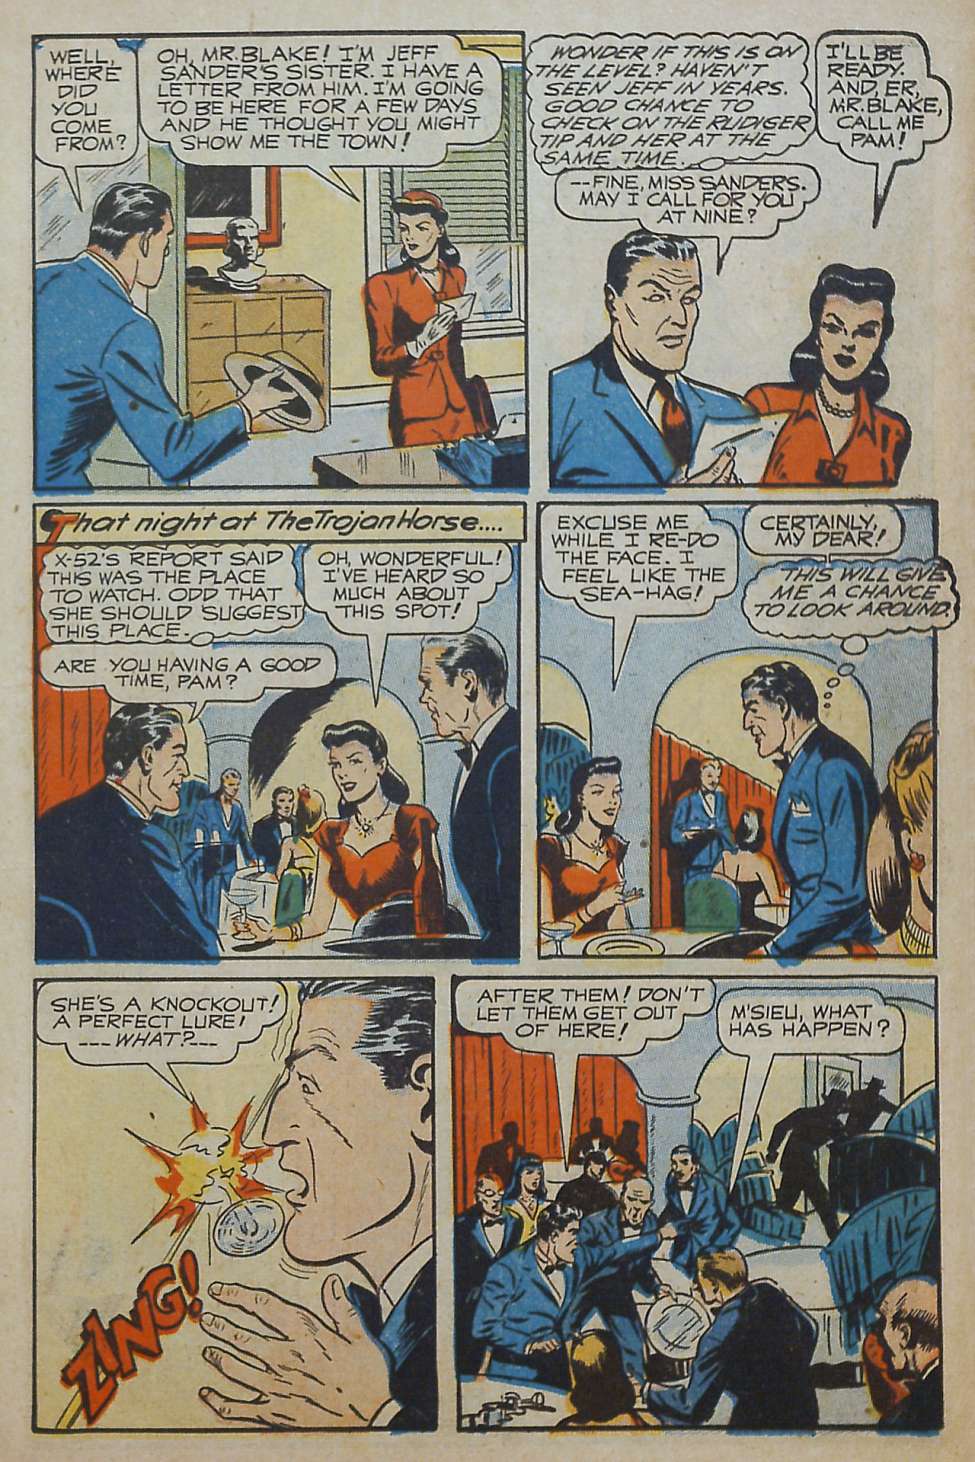 WELL,
WHERE
DID
YOU
COME
FROM?
OH, MR. BLAKE! I'M JEFF
SANDER'S SISTER. I HAVE A
LETTER FROM HIM. I'M GOING
TO BE HERE FOR A FEW DAYS
AND HE THOUGHT YOU MIGHT
SHOW ME THE TOWN!
WONDER IF THIS IS ON
THE LEVEL? HAVEN'T
SEEN JEFF IN YEARS.
GOOD CHANCE TO
CHECK ON THE RUDIGER
TIP AND HER AT THE
SAME TIME...
--FINE, MISS SANDERS.
MAY I CALL FOR YOU
AT NINE?
I'LL BE
READY.
AND, ER,
MR. BLAKE,
CALL ME
PAM!
That night at The Trojan Horse....
X-52'S REPORT SAID
THIS WAS THE PLACE
TO WATCH. ODD THAT
SHE SHOULD SUGGEST
THIS PLACE.
ARE YOU HAVING A GOOD
TIME, PAM?
OH, WONDERFUL!
I'VE HEARD SO
MUCH ABOUT
THIS SPOT!
EXCUSE ME
WHILE I RE-DO
THE FACE. I
FEEL LIKE THE
SEA-HAG!
CERTAINLY,
MY DEAR!
THIS WILL GIVE
ME A CHANCE
TO LOOK AROUND.
SHE'S A KNOCKOUT!
A PERFECT LURE!
---WHAT?---
ZING!
AFTER THEM! DON'T
LET THEM GET OUT
OF HERE!
M'SIEU, WHAT
HAS HAPPEN?